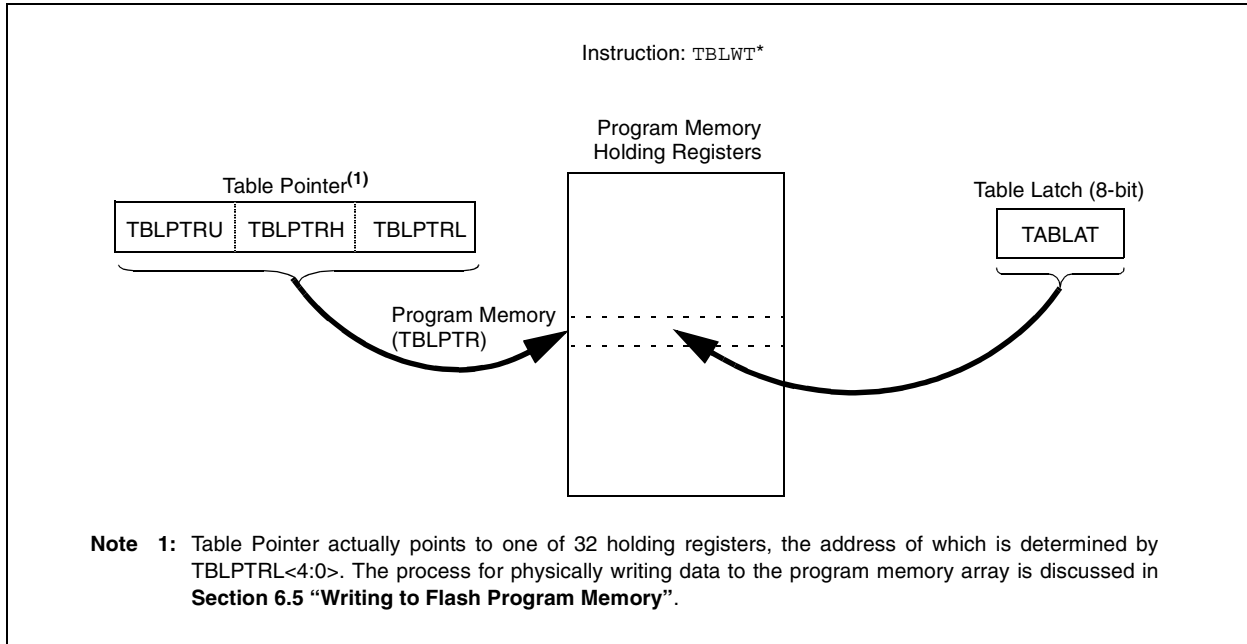 Instruction: TBLWT*
Program Memory
Holding Registers
Table Pointer(1)
Table Latch (8-bit)
TBLPTRU TBLPTRH TBLPTRL
TABLAT
Program Memory
(TBLPTR)
Note 1: Table Pointer actually points to one of 32 holding registers, the address of which is determined by
TBLPTRL<4:0>. The process for physically writing data to the program memory array is discussed in
Section 6.5 “Writing to Flash Program Memory”.